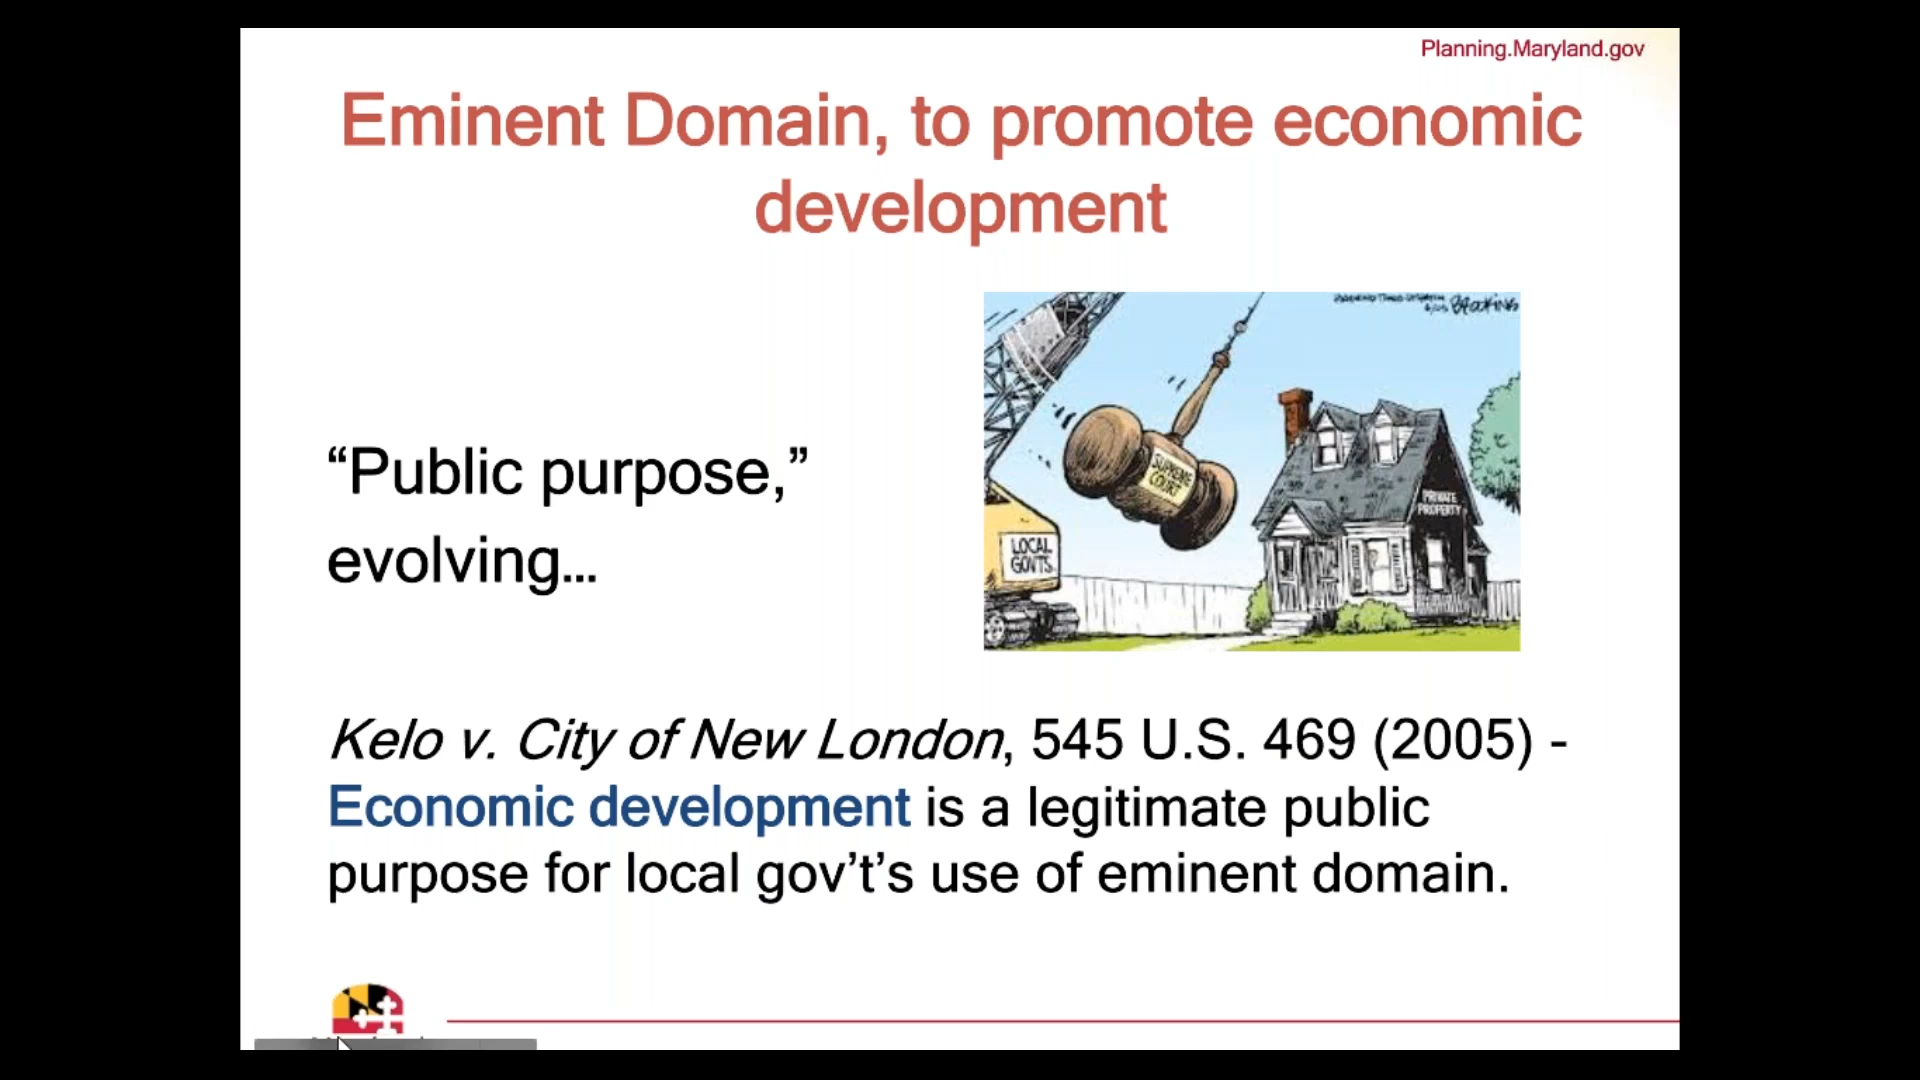 Planning.Maryland.gov
Eminent Domain, to promote economic
development
BROOKINS
SUPREME
COURT
PRIVATE
PROPERTY
LOCAL
GOVTS.
“Public purpose,”
evolving...
Kelo v. City of New London, 545 U.S. 469 (2005) -
Economic development is a legitimate public
purpose for local gov’t’s use of eminent domain.